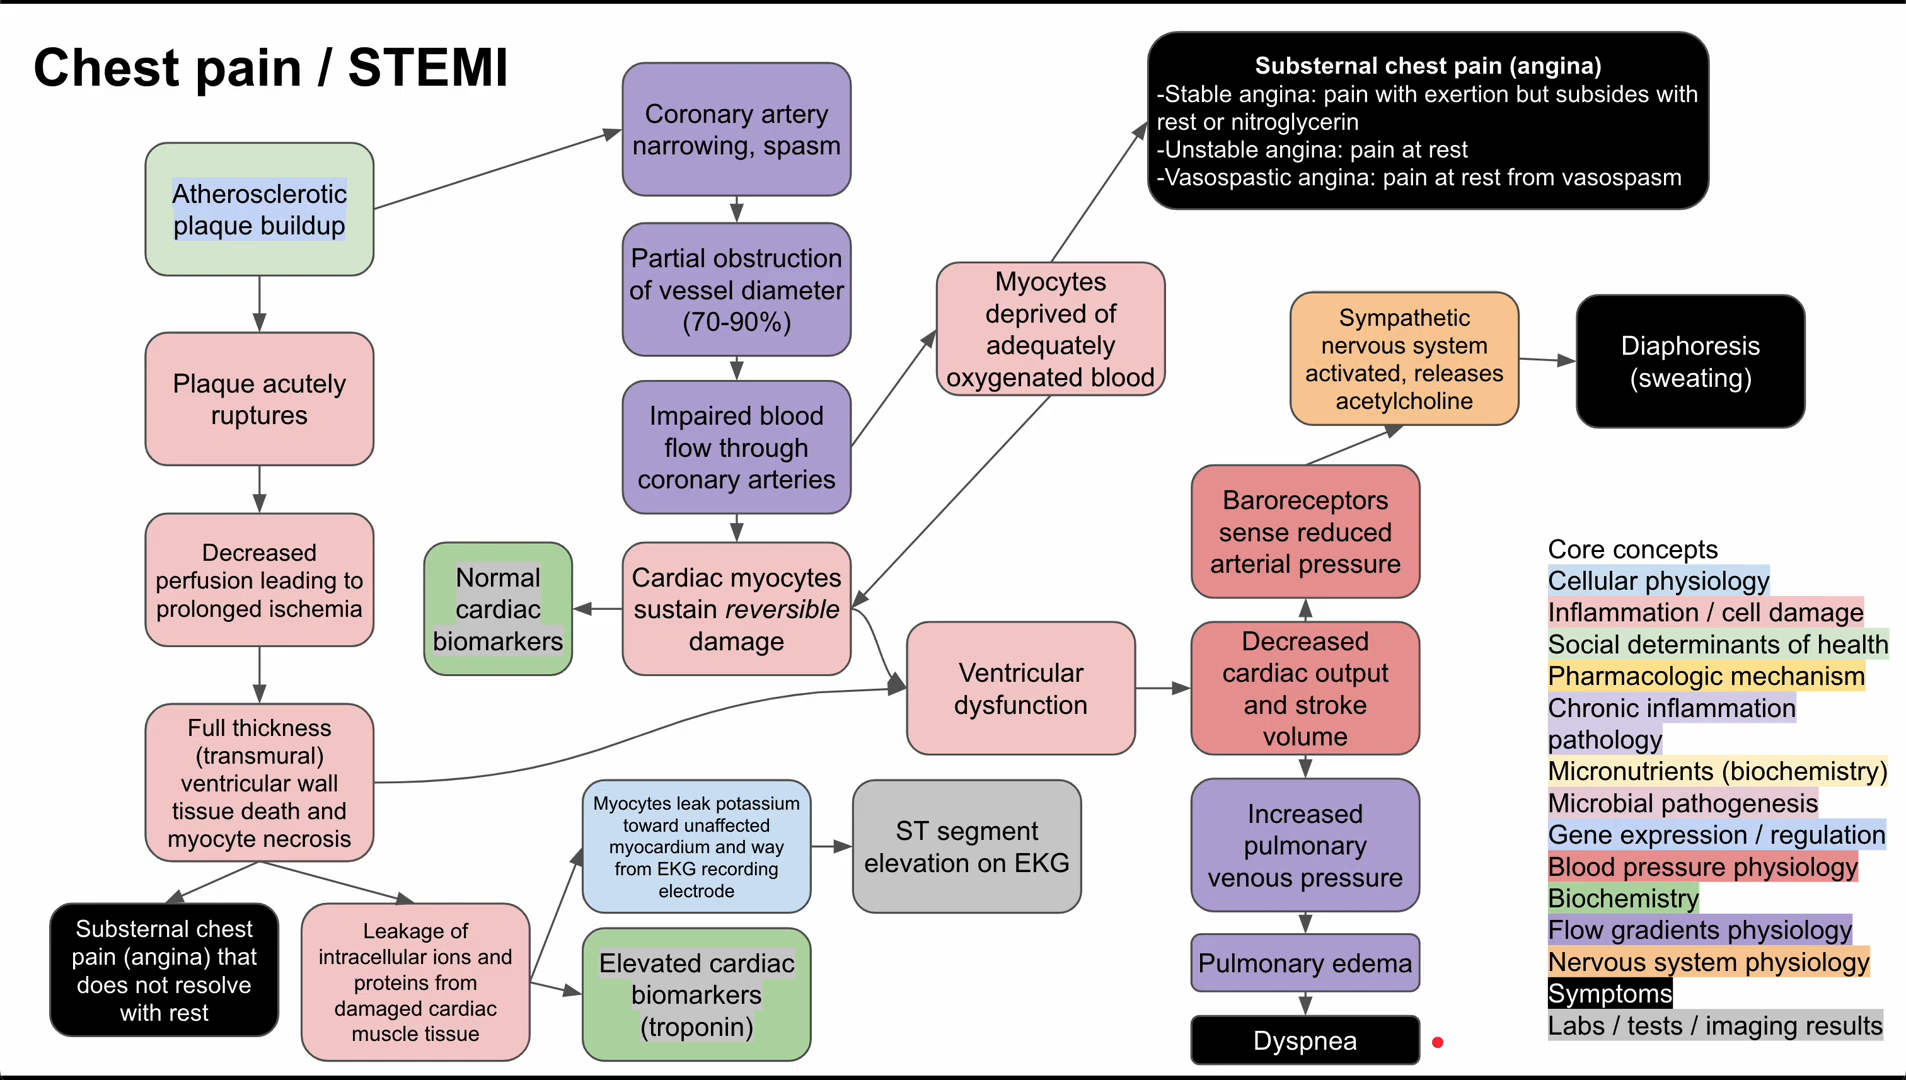 Chest pain / STEMI
Atherosclerotic
plaque buildup
Plaque acutely
ruptures
Decreased
perfusion leading to
prolonged ischemia
Full thickness
(transmural)
ventricular wall
tissue death and
myocyte necrosis
Substernal chest
pain (angina) that
does not resolve
with rest
Leakage of
intracellular ions and
proteins from
damaged cardiac
muscle tissue
Coronary artery
narrowing, spasm
Partial obstruction
of vessel diameter
(70-90%)
Impaired blood
flow through
coronary arteries
Normal
cardiac
biomarkers
Cardiac myocytes
sustain reversible
damage
Myocytes leak potassium
toward unaffected
myocardium and way
from EKG recording
electrode
Elevated cardiac
biomarkers
(troponin)
ST segment
elevation on EKG
Myocytes
deprived of
adequately
oxygenated blood
Substernal chest pain (angina)
-Stable angina: pain with exertion but subsides with
rest or nitroglycerin
-Unstable angina: pain at rest
-Vasospastic angina: pain at rest from vasospasm
Ventricular
dysfunction
Sympathetic
nervous system
activated, releases
acetylcholine
Diaphoresis
(sweating)
Baroreceptors
sense reduced
arterial pressure
Decreased
cardiac output
and stroke
volume
Increased
pulmonary
venous pressure
Pulmonary edema
Dyspnea
Core concepts
Cellular physiology
Inflammation / cell damage
Social determinants of health
Pharmacologic mechanism
Chronic inflammation
pathology
Micronutrients (biochemistry)
Microbial pathogenesis
Gene expression / regulation
Blood pressure physiology
Biochemistry
Flow gradients physiology
Nervous system physiology
Symptoms
Labs / tests / imaging results